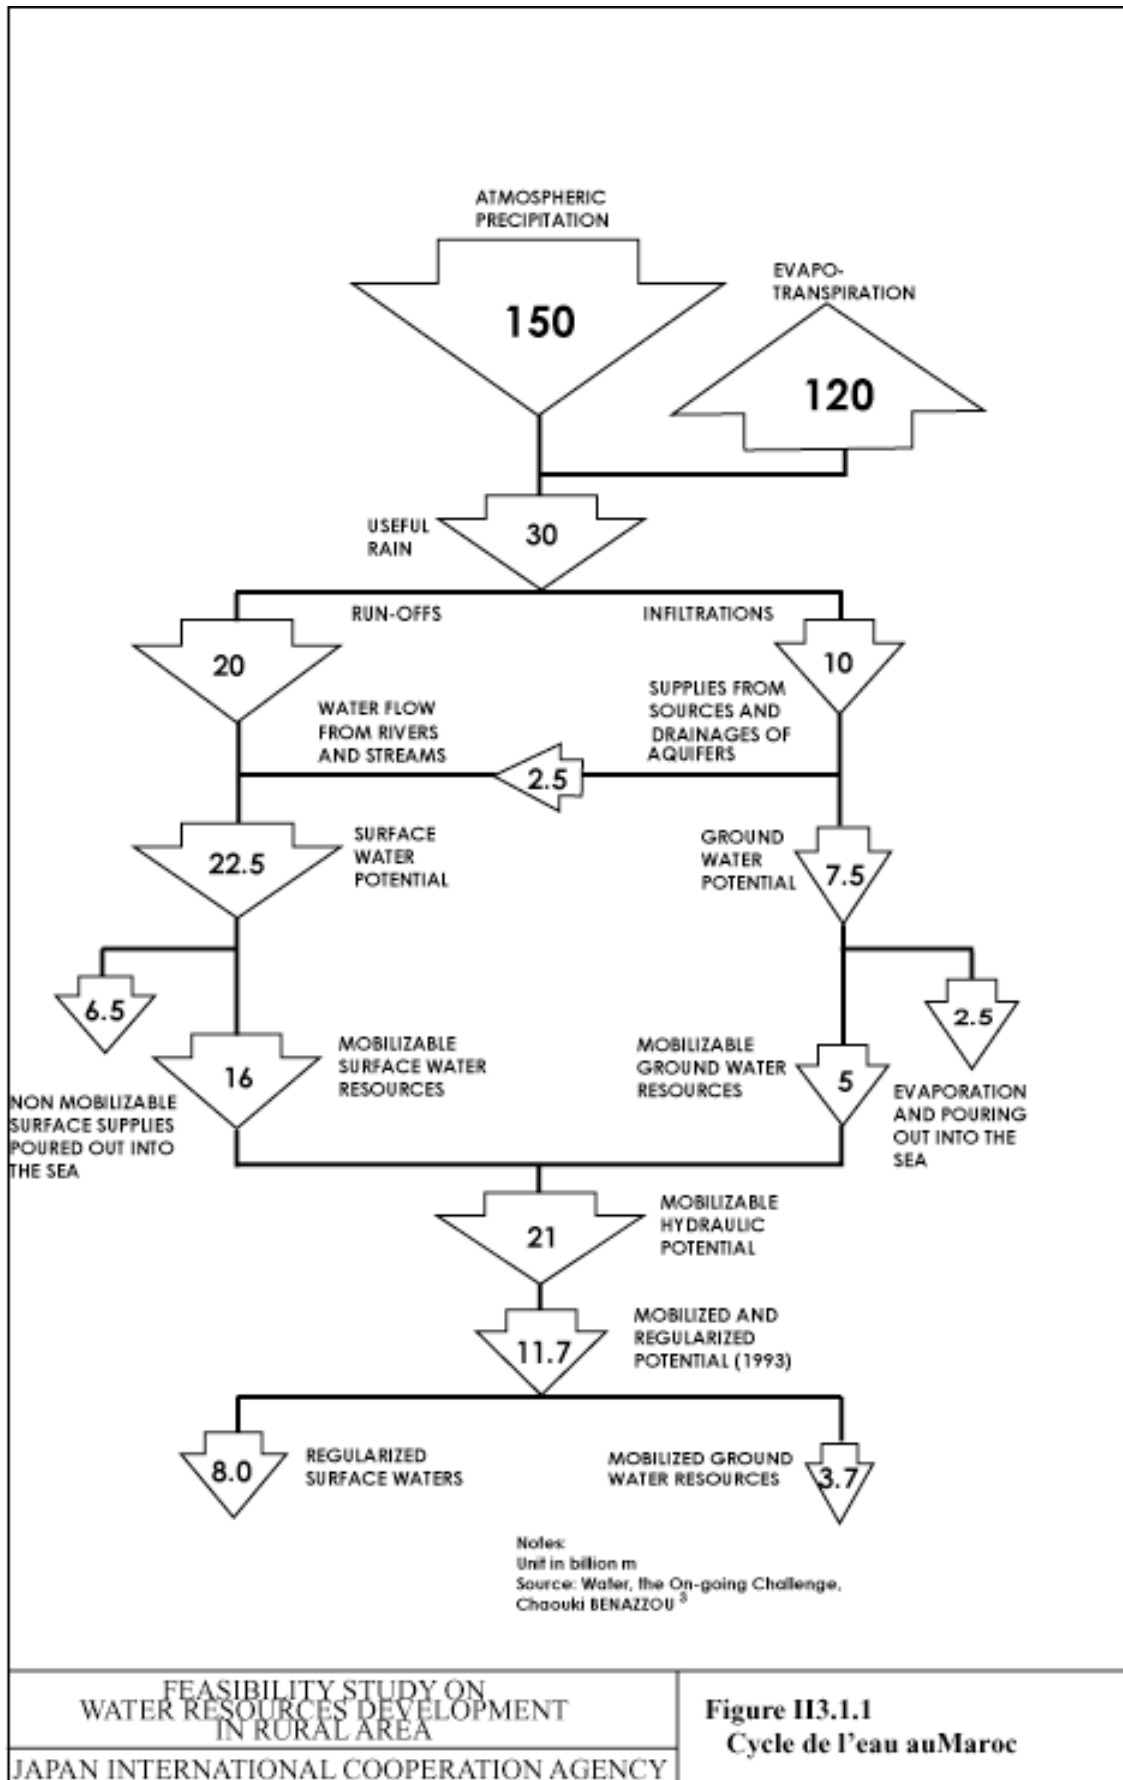 ATMOSPHERIC
PRECIPITATION
150
EVAPO-
TRANSPIRATION
120
USEFUL
RAIN
30
RUN-OFFS
INFILTRATIONS
20
10
WATER FLOW
FROM RIVERS
AND STREAMS
2.5
SUPPLIES FROM
SOURCES AND
DRAINAGES OF
AQUIFERS
22.5
SURFACE
WATER
POTENTIAL
GROUND
WATER
POTENTIAL
7.5
6.5
NON MOBILIZABLE
SURFACE SUPPLIES
POURED OUT INTO
THE SEA
16
MOBILIZABLE
SURFACE WATER
RESOURCES
MOBILIZABLE
GROUND WATER
RESOURCES
5
2.5
EVAPORATION
AND POURING
OUT INTO THE
SEA
21
MOBILIZABLE
HYDRAULIC
POTENTIAL
11.7
MOBILIZED AND
REGULARIZED
POTENTIAL (1993)
8.0
REGULARIZED
SURFACE WATERS
MOBILIZED GROUND
WATER RESOURCES
3.7
Notes:
Unit in billion m
Source: Water, the On-going Challenge,
Chaouki BENAZZOU 3
FEASIBILITY STUDY ON
WATER RESOURCES DEVELOPMENT
IN RURAL AREA
JAPAN INTERNATIONAL COOPERATION AGENCY
Figure II3.1.1
Cycle de l'eau auMaroc